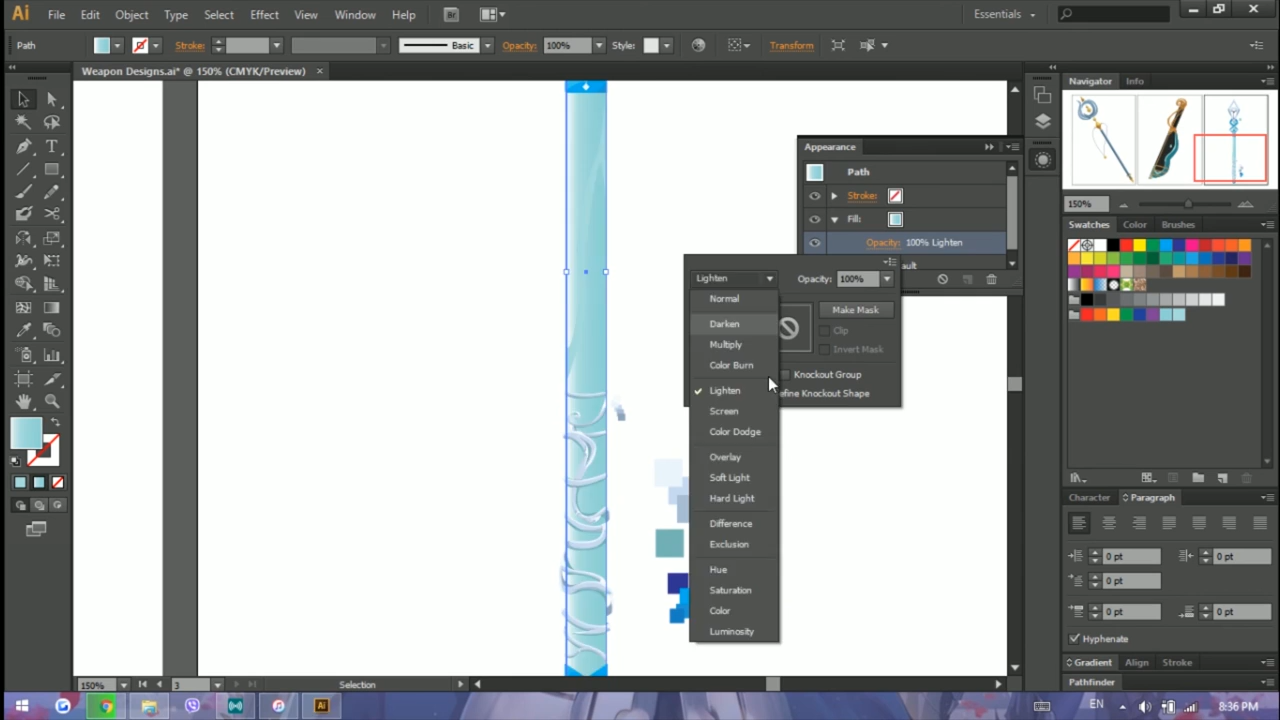 Ai File Edit Object Type Select Effect View Window Help Br Essentials
Path Stroke: Basic Opacity: 100% Style: Transform
Weapon Designs.ai* @ 150% (CMYK/Preview) ×
Navigator Info
150%
Appearance
Path
Stroke:
Fill:
Opacity: 100% Lighten
ault
Lighten Opacity: 100%
Normal
Darken
Multiply
Color Burn
Lighten
Screen
Color Dodge
Overlay
Soft Light
Hard Light
Difference
Exclusion
Hue
Saturation
Color
Luminosity
Make Mask
Clip
Invert Mask
Knockout Group
efine Knockout Shape
Swatches Color Brushes
Character Paragraph
0 pt 0 pt
0 pt
0 pt 0 pt
Hyphenate
Gradient Align Stroke
Pathfinder
150% 3 Selection
Ai EN 8:36 PM